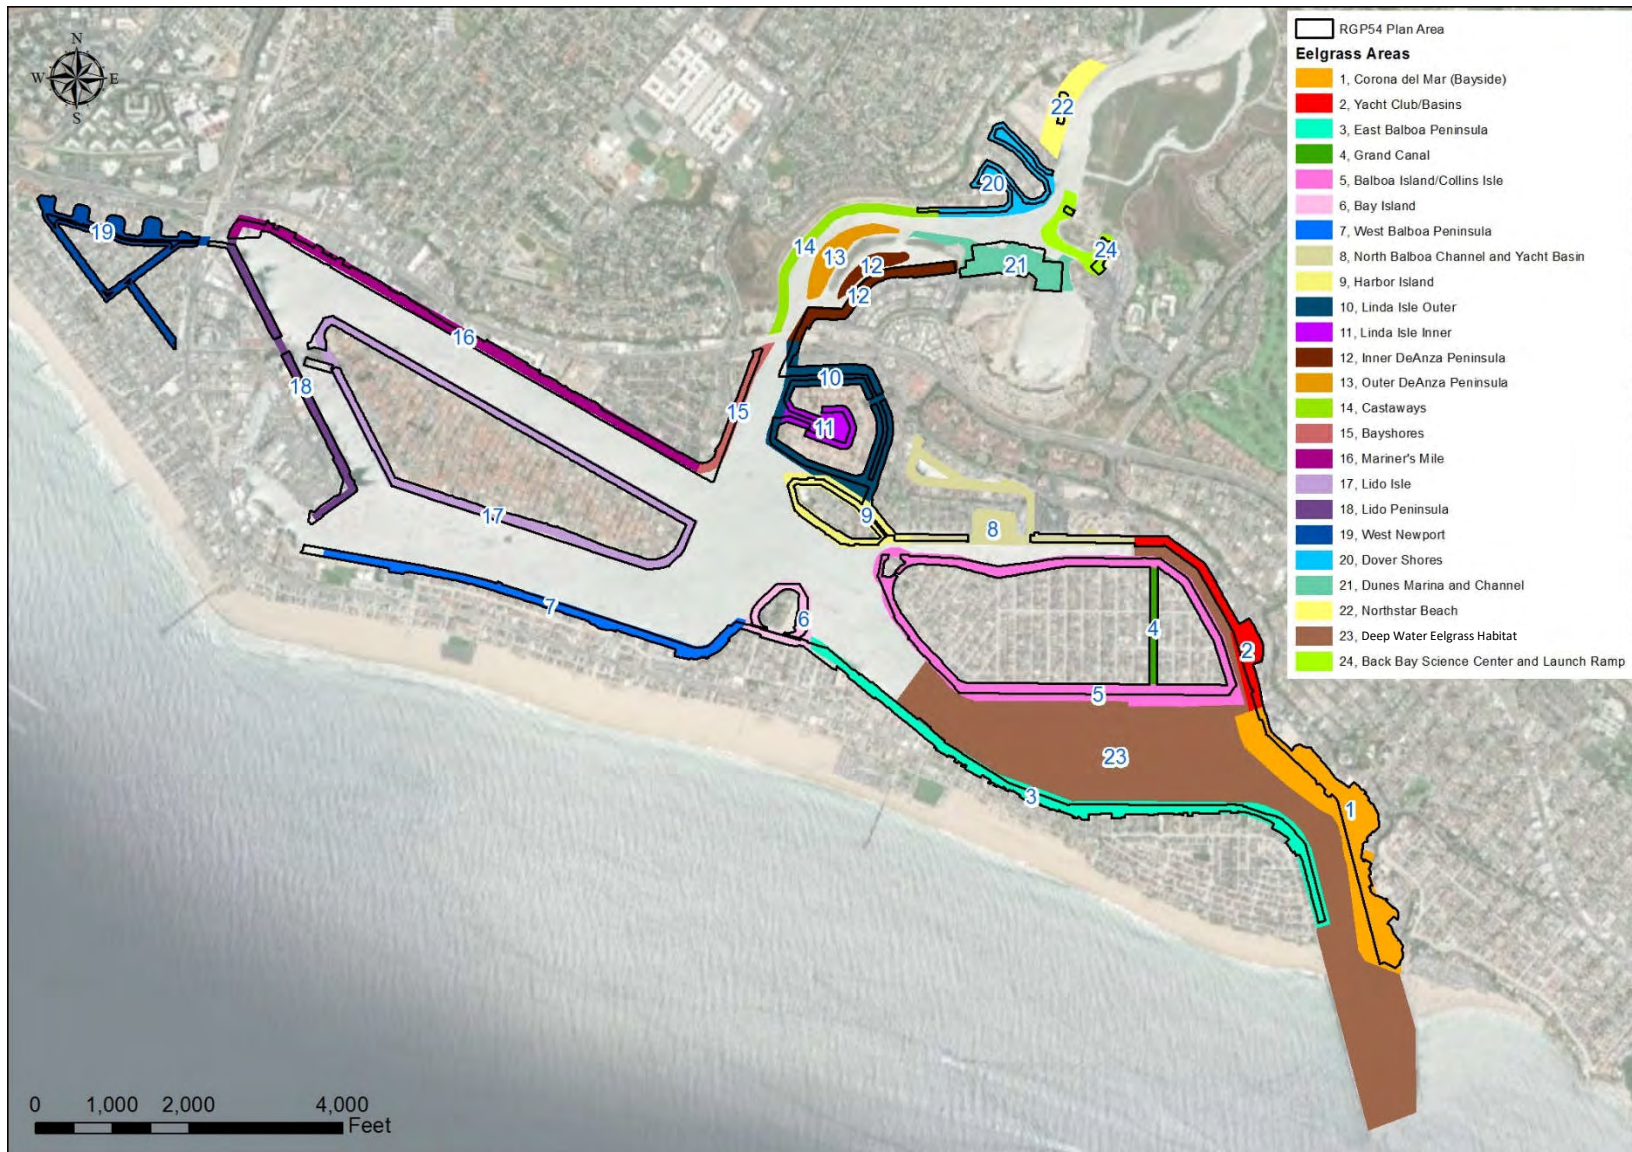 N
W E
S
RGP54 Plan Area
Eelgrass Areas
1, Corona del Mar (Bayside)
2, Yacht Club/Basins
3, East Balboa Peninsula
4, Grand Canal
5, Balboa Island/Collins Isle
6, Bay Island
7, West Balboa Peninsula
8, North Balboa Channel and Yacht Basin
9, Harbor Island
10, Linda Isle Outer
11, Linda Isle Inner
12, Inner DeAnza Peninsula
13, Outer DeAnza Peninsula
14, Castaways
15, Bayshores
16, Mariner's Mile
17, Lido Isle
18, Lido Peninsula
19, West Newport
20, Dover Shores
21, Dunes Marina and Channel
22, Northstar Beach
23, Deep Water Eelgrass Habitat
24, Back Bay Science Center and Launch Ramp
22
20
19
14
13
12
21
24
12
16
10
18
15
11
17
9
8
7
6
4
2
5
23
3
1
0 1,000 2,000 4,000
Feet